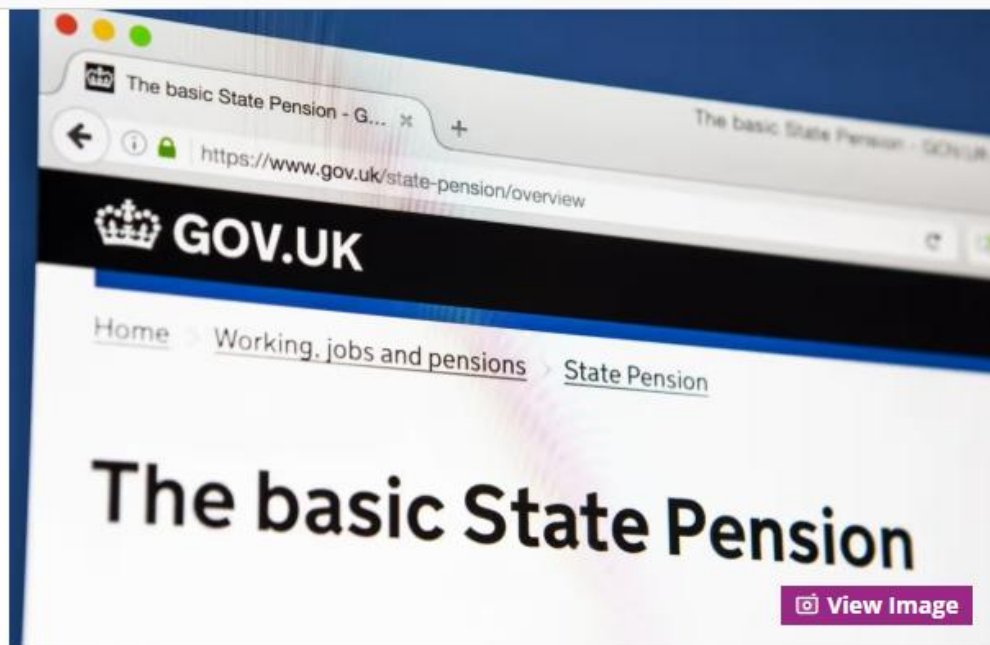 The basic State Pension - G...
The basic State Pension - GOV.UK
https://www.gov.uk/state-pension/overview
GOV.UK
Home Working, jobs and pensions State Pension
The basic State Pension
View Image